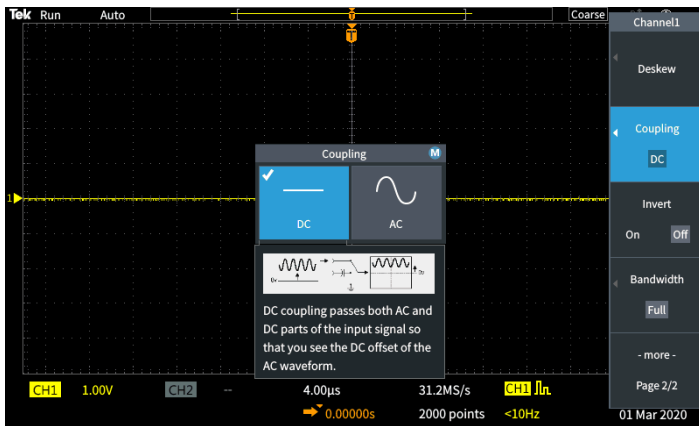 Tek Run Auto Coarse
Channel1
Deskew
Coupling
DC
Invert
On Off
Bandwidth
Full
- more -
Page 2/2
T
T
1
Coupling M
DC AC
DC coupling passes both AC and
DC parts of the input signal so
that you see the DC offset of the
AC waveform.
CH1 1.00V CH2 -- 4.00µs 31.2MS/s CH1
0.00000s 2000 points <10Hz 01 Mar 2020